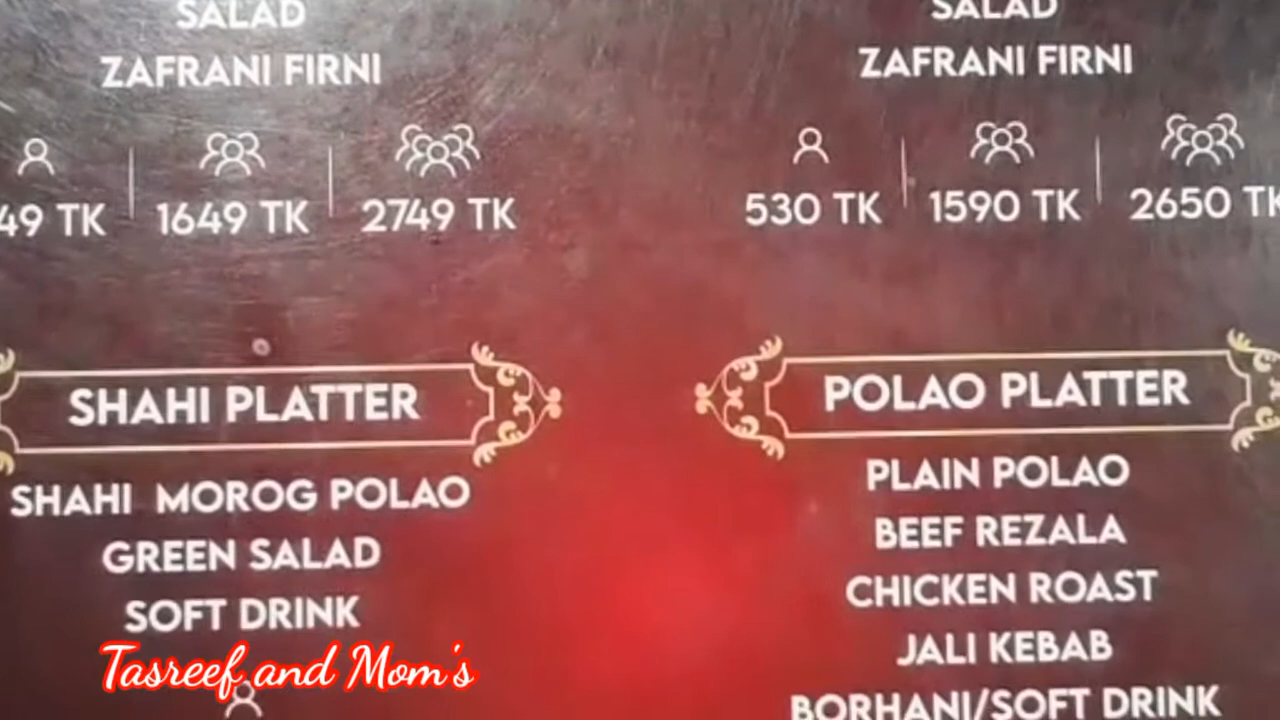 SALAD
ZAFRANI FIRNI
49 TK
1649 TK
2749 TK
SHAHI PLATTER
SHAHI MOROG POLAO
GREEN SALAD
SOFT DRINK
Tasreef and Mom's
SALAD
ZAFRANI FIRNI
530 TK
1590 TK
2650 TK
POLAO PLATTER
PLAIN POLAO
BEEF REZALA
CHICKEN ROAST
JALI KEBAB
BORHANI/SOFT DRINK